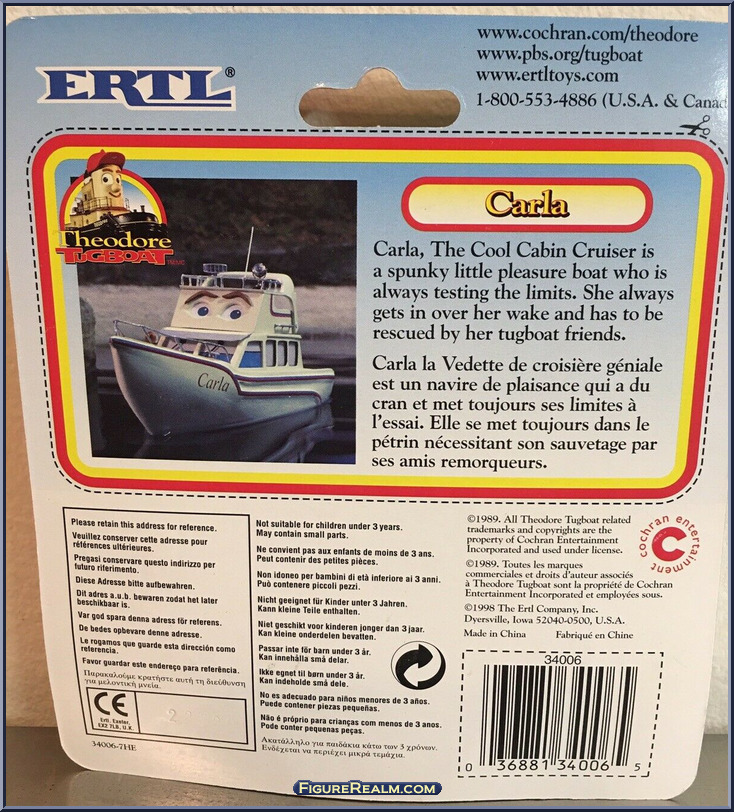 www.cochran.com/theodore
www.pbs.org/tugboat
www.ertltoys.com
1-800-553-4886 (U.S.A. & Canad
ERTL®
Theodore
TUGBOAT
Carla
Carla
Carla, The Cool Cabin Cruiser is
a spunky little pleasure boat who is
always testing the limits. She always
gets in over her wake and has to be
rescued by her tugboat friends.
Carla la Vedette de croisière géniale
est un navire de plaisance qui a du
cran et met toujours ses limites à
l'essai. Elle se met toujours dans le
pétrin nécessitant son sauvetage par
ses amis remorqueurs.
Please retain this address for reference.
Veuillez conserver cette adresse pour
références ultérieures.
Pregasi conservare questo indirizzo per
futuro riferimento.
Diese Adresse bitte aufbewahren.
Dit adres a.u.b. bewaren zodat het later
beschikbaar is.
Var god spara denna adress för referens.
De bedes opbevare denne adresse.
Le rogamos que guarde esta dirección como
referencia.
Favor guardar este endereço para referência.
Παρακαλούμε κρατήστε αυτή τη διεύθυνση
για μελοντική μνεία.
CE
Ertl, Exeter,
EX2 7LB, U.K.
2
34006-7HE
Not suitable for children under 3 years.
May contain small parts.
Ne convient pas aux enfants de moins de 3 ans.
Peut contenir des petites pièces.
Non idoneo per bambini di età inferiore ai 3 anni.
Può contenere piccoli pezzi.
Nicht geeignet für Kinder unter 3 Jahren.
Kann kleine Teile enthalten.
Niet geschikt voor kinderen jonger dan 3 jaar.
Kan kleine onderdelen bevatten.
Passar inte för barn under 3 år.
Kan innehålla små delar.
Ikke egnet til børn under 3 år.
Kan indeholde små dele.
No es adecuado para niños menores de 3 años.
Puede contener piezas pequeñas.
Não é próprio para crianças com menos de 3 anos.
Pode conter pequenas peças.
Ακατάλληλο για παιδάκια κάτω των 3 χρονων.
Ενδέχεται να περιέχει μικρά τεμάχια.
©1989. All Theodore Tugboat related
trademarks and copyrights are the
property of Cochran Entertainment
Incorporated and used under license.
©1989. Toutes les marques
commerciales et droits d'auteur associés
à Theodore Tugboat sont la propriété de Cochran
Entertainment Incorporated et employées sous.
©1998 The Ertl Company, Inc.
Dyersville, Iowa 52040-0500, U.S.A.
Made in China Fabriqué en Chine
cochran entertainment
34006
0 36881 34006 5
FigureRealm.com